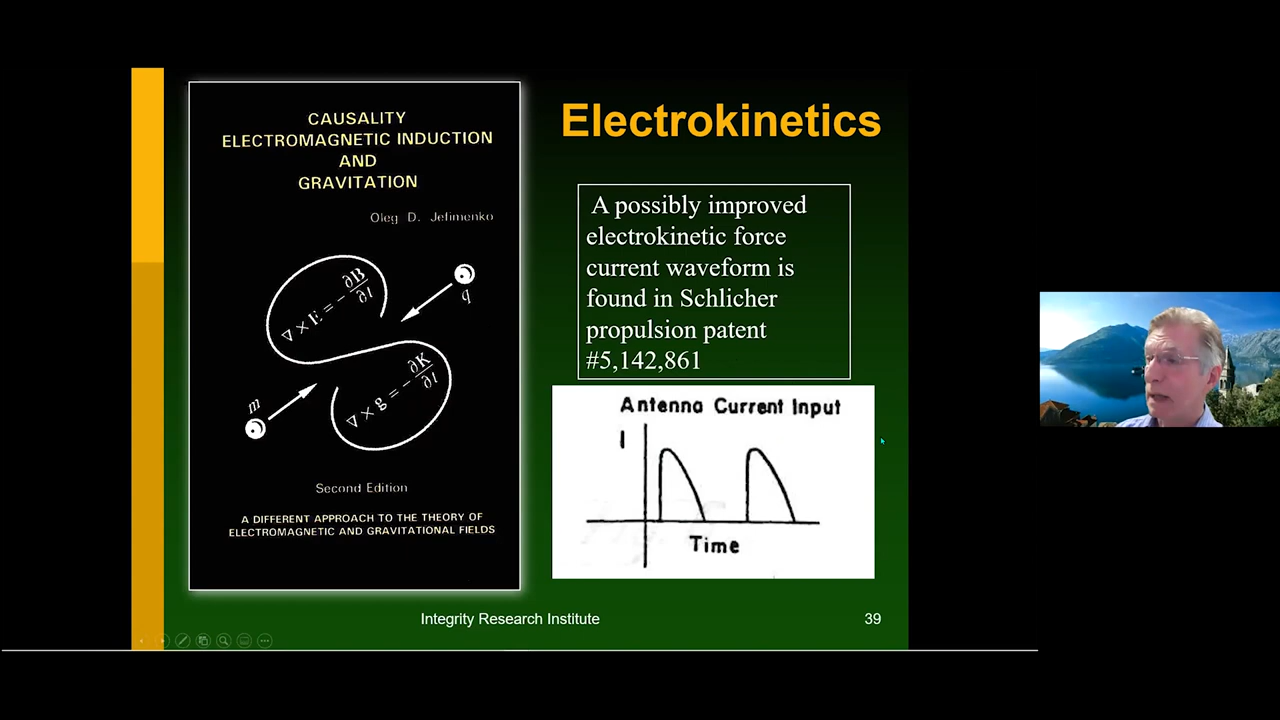 CAUSALITY
ELECTROMAGNETIC INDUCTION
AND
GRAVITATION
Oleg D. Jefimenko
∇ × E = - ∂B/∂t
q
m
∇ × g = - ∂K/∂t
Second Edition
A DIFFERENT APPROACH TO THE THEORY OF
ELECTROMAGNETIC AND GRAVITATIONAL FIELDS
Electrokinetics
A possibly improved
electrokinetic force
current waveform is
found in Schlicher
propulsion patent
#5,142,861
Antenna Current Input
I
Time
Integrity Research Institute
39